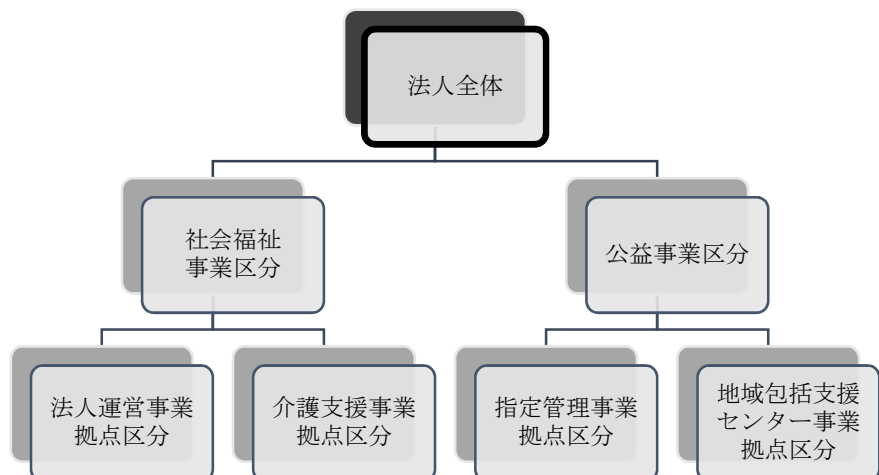 法人全体
社会福祉
事業区分
公益事業区分
法人運営事業
拠点区分
介護支援事業
拠点区分
指定管理事業
拠点区分
地域包括支援
センター事業
拠点区分